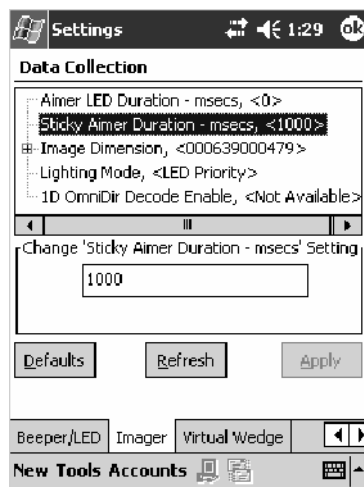 Settings 1:29 ok
Data Collection
Aimer LED Duration - msecs, <0>
Sticky Aimer Duration - msecs, <1000>
Image Dimension, <000639000479>
Lighting Mode, <LED Priority>
1D OmniDir Decode Enable, <Not Available>
Change 'Sticky Aimer Duration - msecs' Setting
1000
Defaults Refresh Apply
Beeper/LED Imager Virtual Wedge
New Tools Accounts